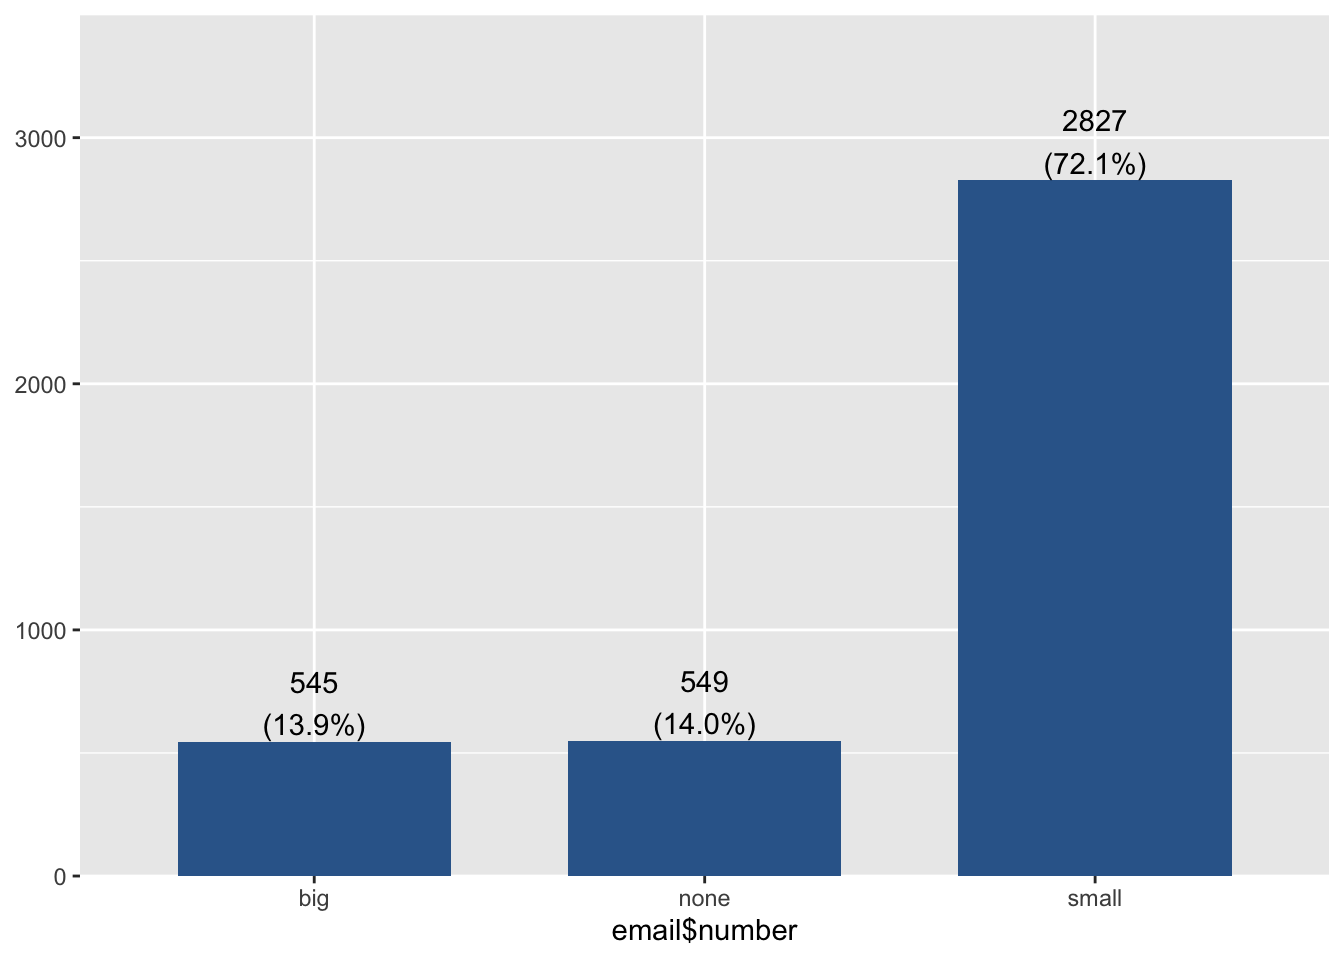 3000
2000
1000
0
2827
(72.1%)
545
(13.9%)
549
(14.0%)
big
none
small
email$number